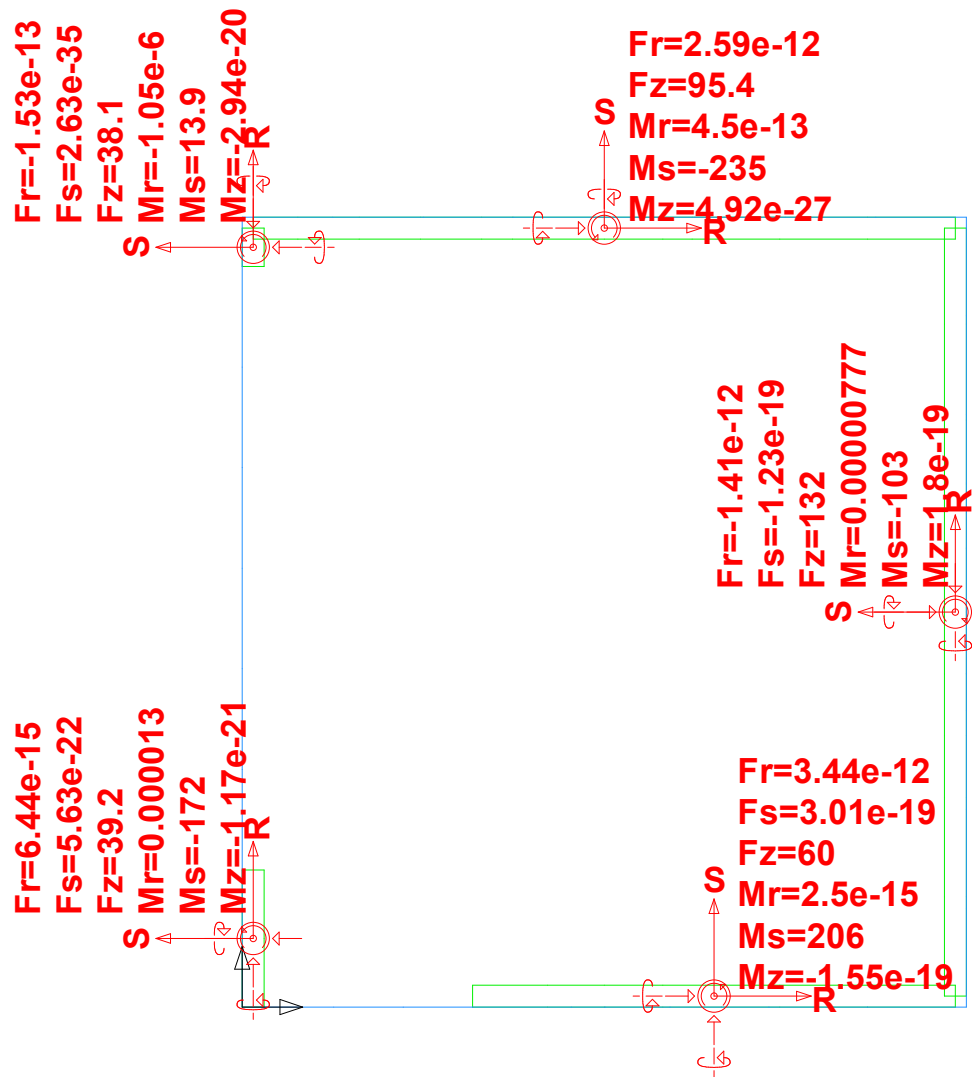 Fr=-1.53e-13
Fs=2.63e-35
Fz=38.1
Mr=-1.05e-6
Ms=13.9
Mz=-2.94e-20
R
S
Fr=2.59e-12
Fz=95.4
Mr=4.5e-13
Ms=-235
Mz=4.92e-27
S
R
Fr=-1.41e-12
Fs=-1.23e-19
Fz=132
Mr=0.00000777
Ms=-103
Mz=1.8e-19
R
S
Fr=6.44e-15
Fs=5.63e-22
Fz=39.2
Mr=0.000013
Ms=-172
Mz=-1.17e-21
R
S
Fr=3.44e-12
Fs=3.01e-19
Fz=60
Mr=2.5e-15
Ms=206
Mz=-1.55e-19
S
R